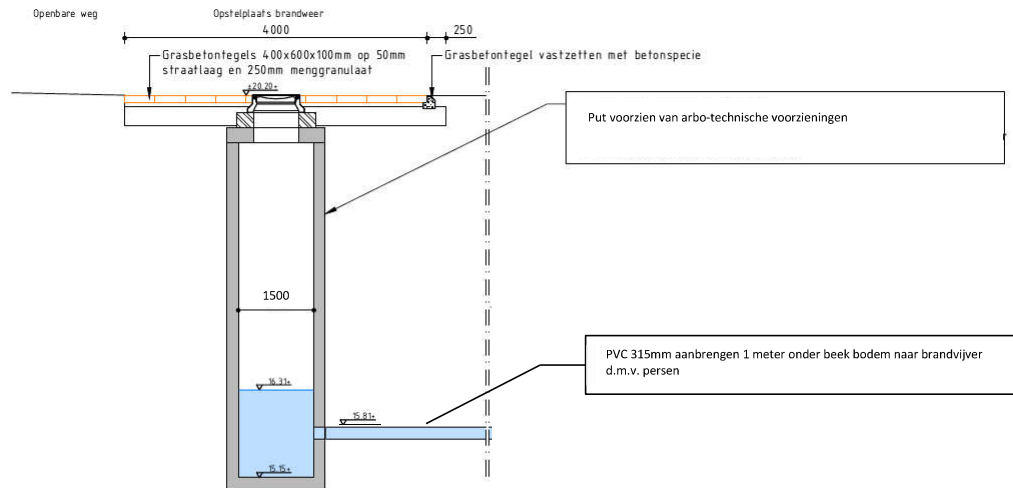 Openbare weg
Opstelplaats brandweer
4000
250
Grasbetontegels 400x600x100mm op 50mm
straatlaag en 250mm menggranulaat
Grasbetontegel vastzetten met betonspecie
+20.20+
Put voorzien van arbo-technische voorzieningen
1500
PVC 315mm aanbrengen 1 meter onder beek bodem naar brandvijver
d.m.v. persen
16.31+
15.81+
15.15+